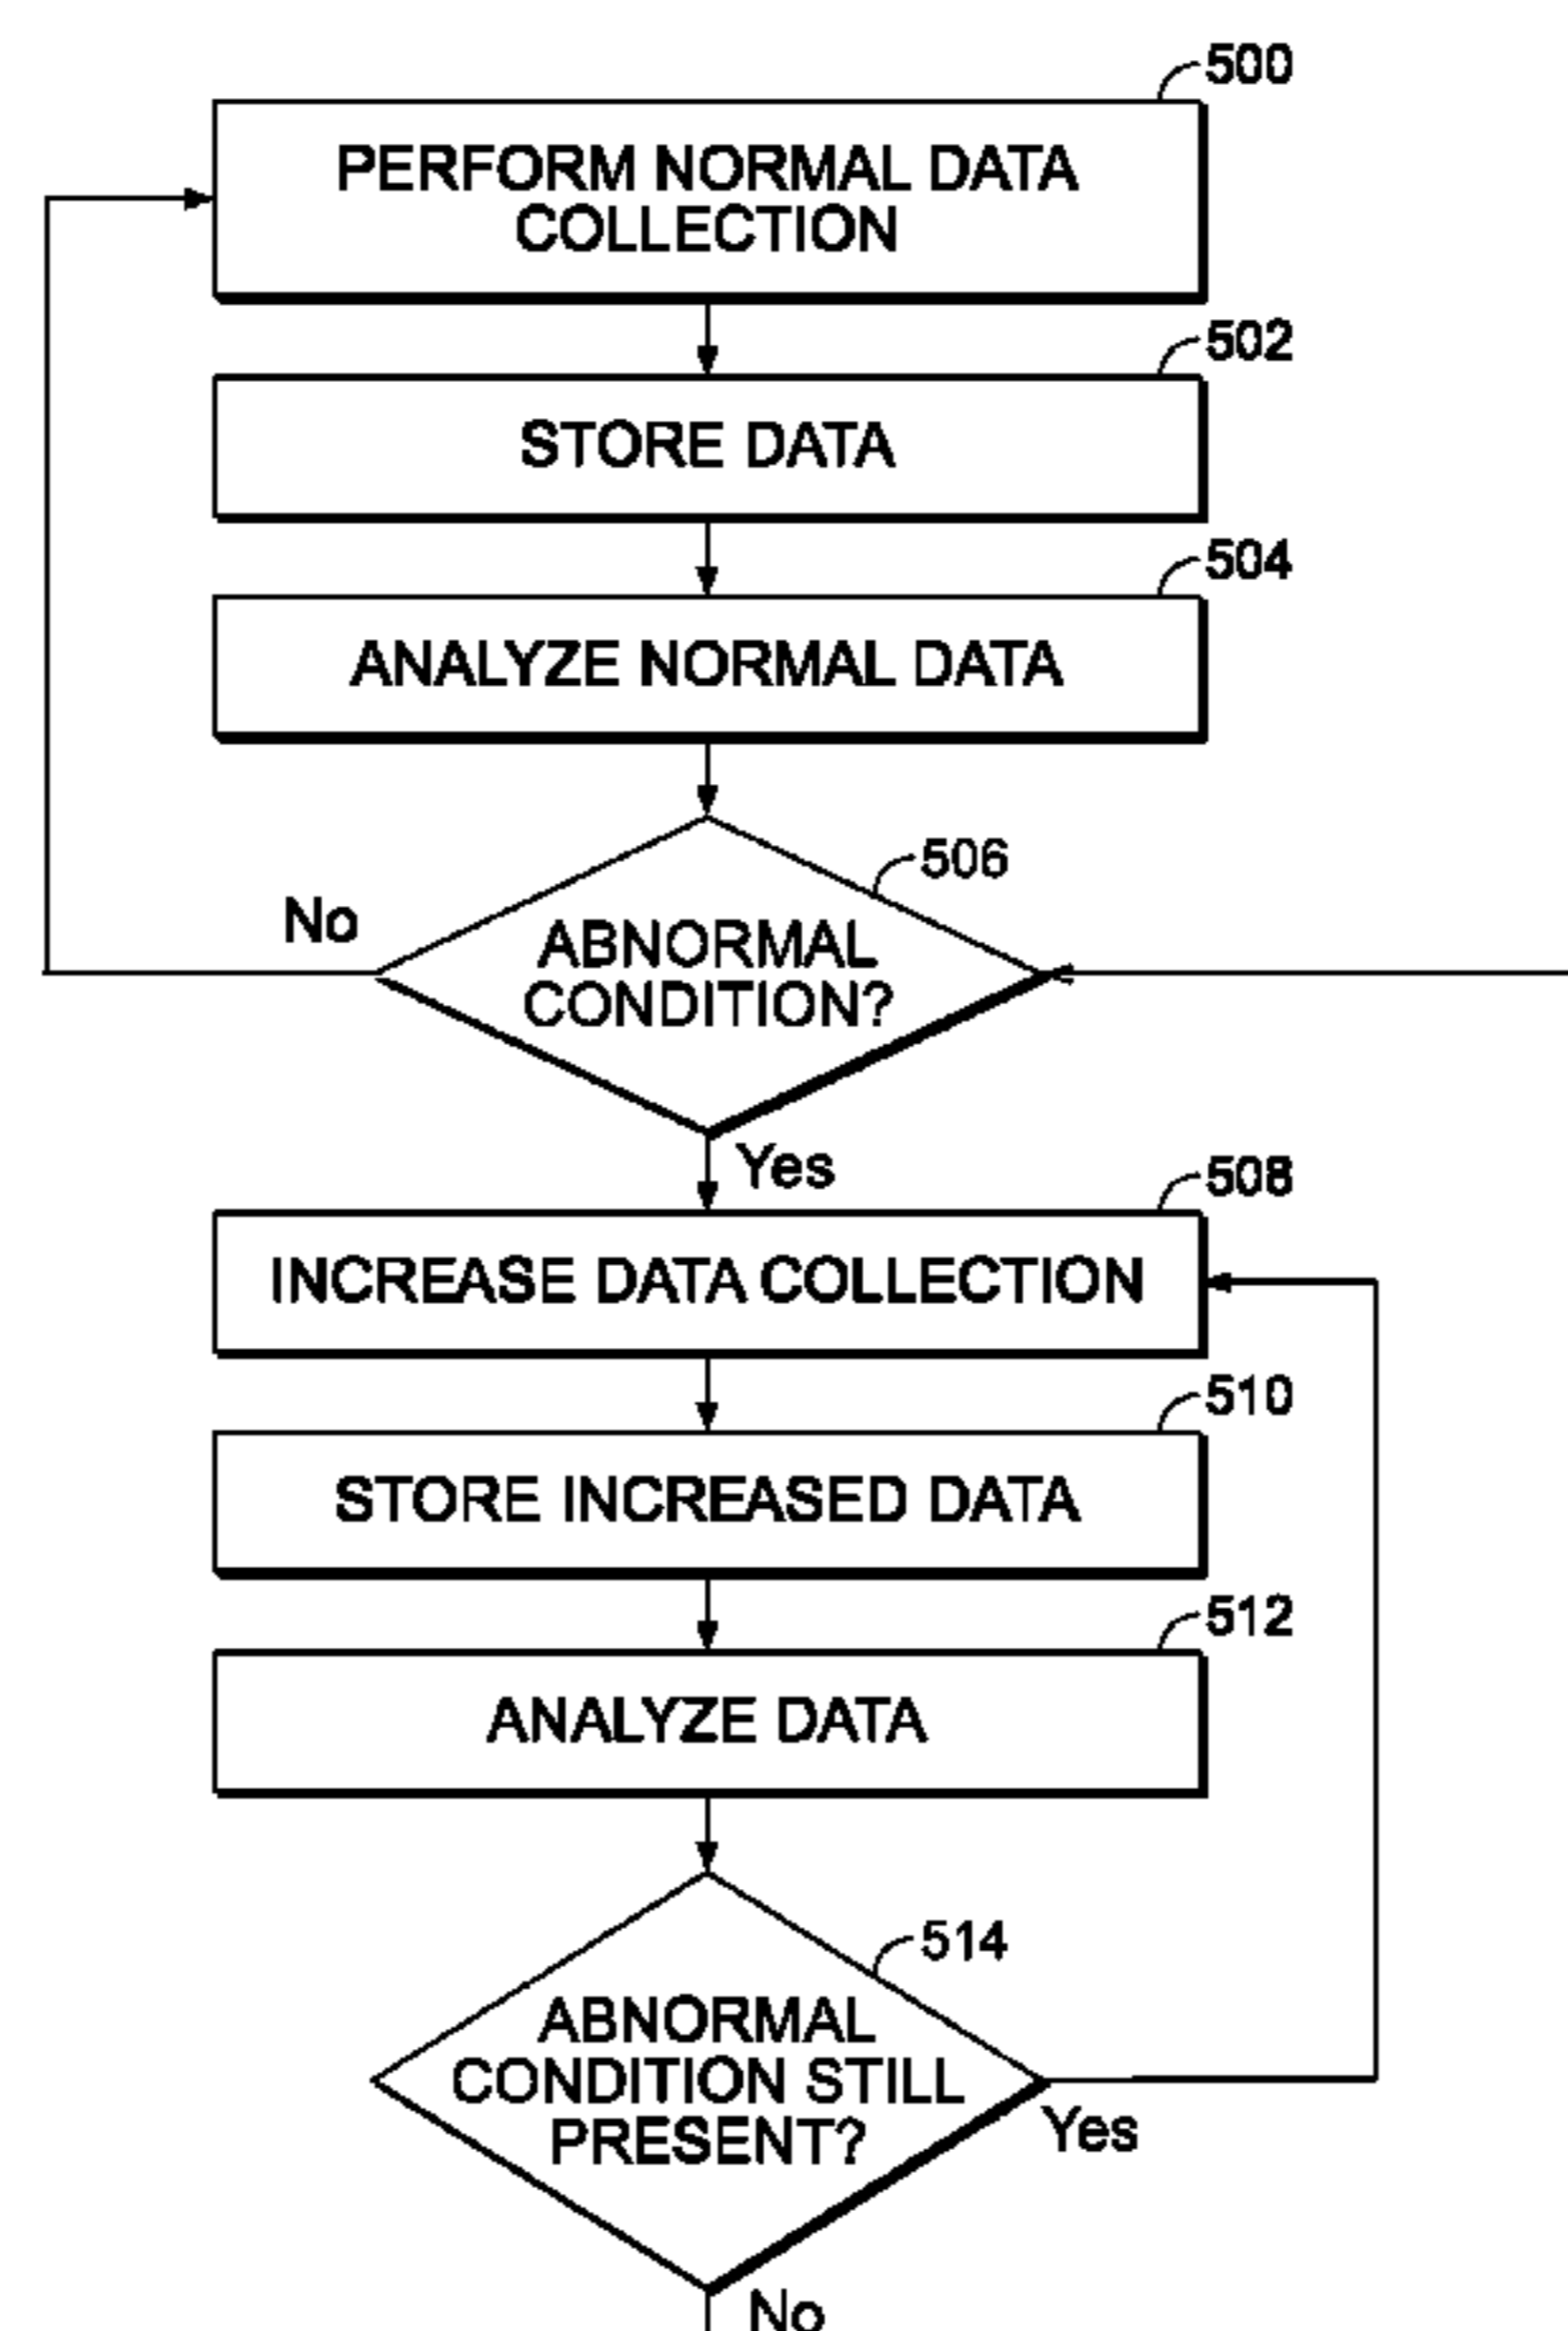 500
PERFORM NORMAL DATA
COLLECTION
502
STORE DATA
504
ANALYZE NORMAL DATA
506
No
ABNORMAL
CONDITION?
Yes
508
INCREASE DATA COLLECTION
510
STORE INCREASED DATA
512
ANALYZE DATA
514
ABNORMAL
CONDITION STILL
PRESENT?
Yes
No